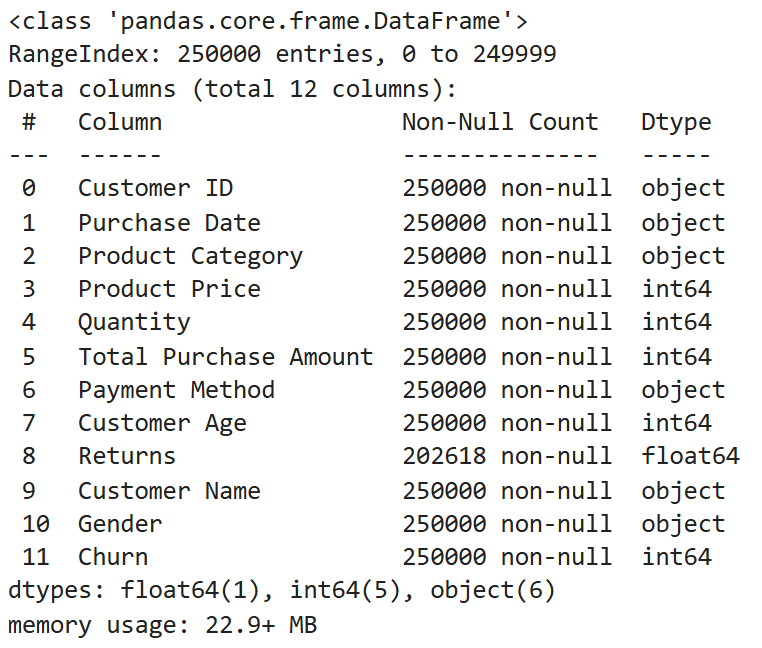 <class 'pandas.core.frame.DataFrame'>
RangeIndex: 250000 entries, 0 to 249999
Data columns (total 12 columns):
 #   Column                 Non-Null Count   Dtype
---  ------                 --------------   -----
 0   Customer ID            250000 non-null  object
 1   Purchase Date          250000 non-null  object
 2   Product Category       250000 non-null  object
 3   Product Price          250000 non-null  int64
 4   Quantity               250000 non-null  int64
 5   Total Purchase Amount  250000 non-null  int64
 6   Payment Method         250000 non-null  object
 7   Customer Age           250000 non-null  int64
 8   Returns                202618 non-null  float64
 9   Customer Name          250000 non-null  object
 10  Gender                 250000 non-null  object
 11  Churn                  250000 non-null  int64
dtypes: float64(1), int64(5), object(6)
memory usage: 22.9+ MB